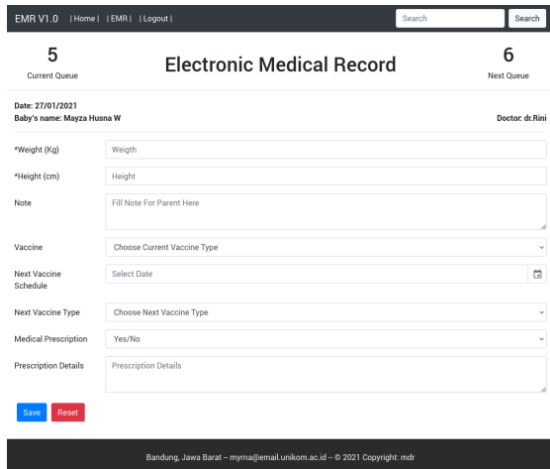 EMR V1.0 | Home | | EMR | | Logout | Search Search
5 Electronic Medical Record 6
Current Queue Next Queue
Date: 27/01/2021
Baby's name: Mayza Husna W Doctor: dr.Rini
*Weight (Kg) Weigth
*Height (cm) Height
Note Fill Note For Parent Here
Vaccine Choose Current Vaccine Type
Next Vaccine Select Date
Schedule
Next Vaccine Type Choose Next Vaccine Type
Medical Prescription Yes/No
Prescription Details Prescription Details
Save Reset
Bandung, Jawa Barat – myrna@email.unikom.ac.id – © 2021 Copyright: mdr